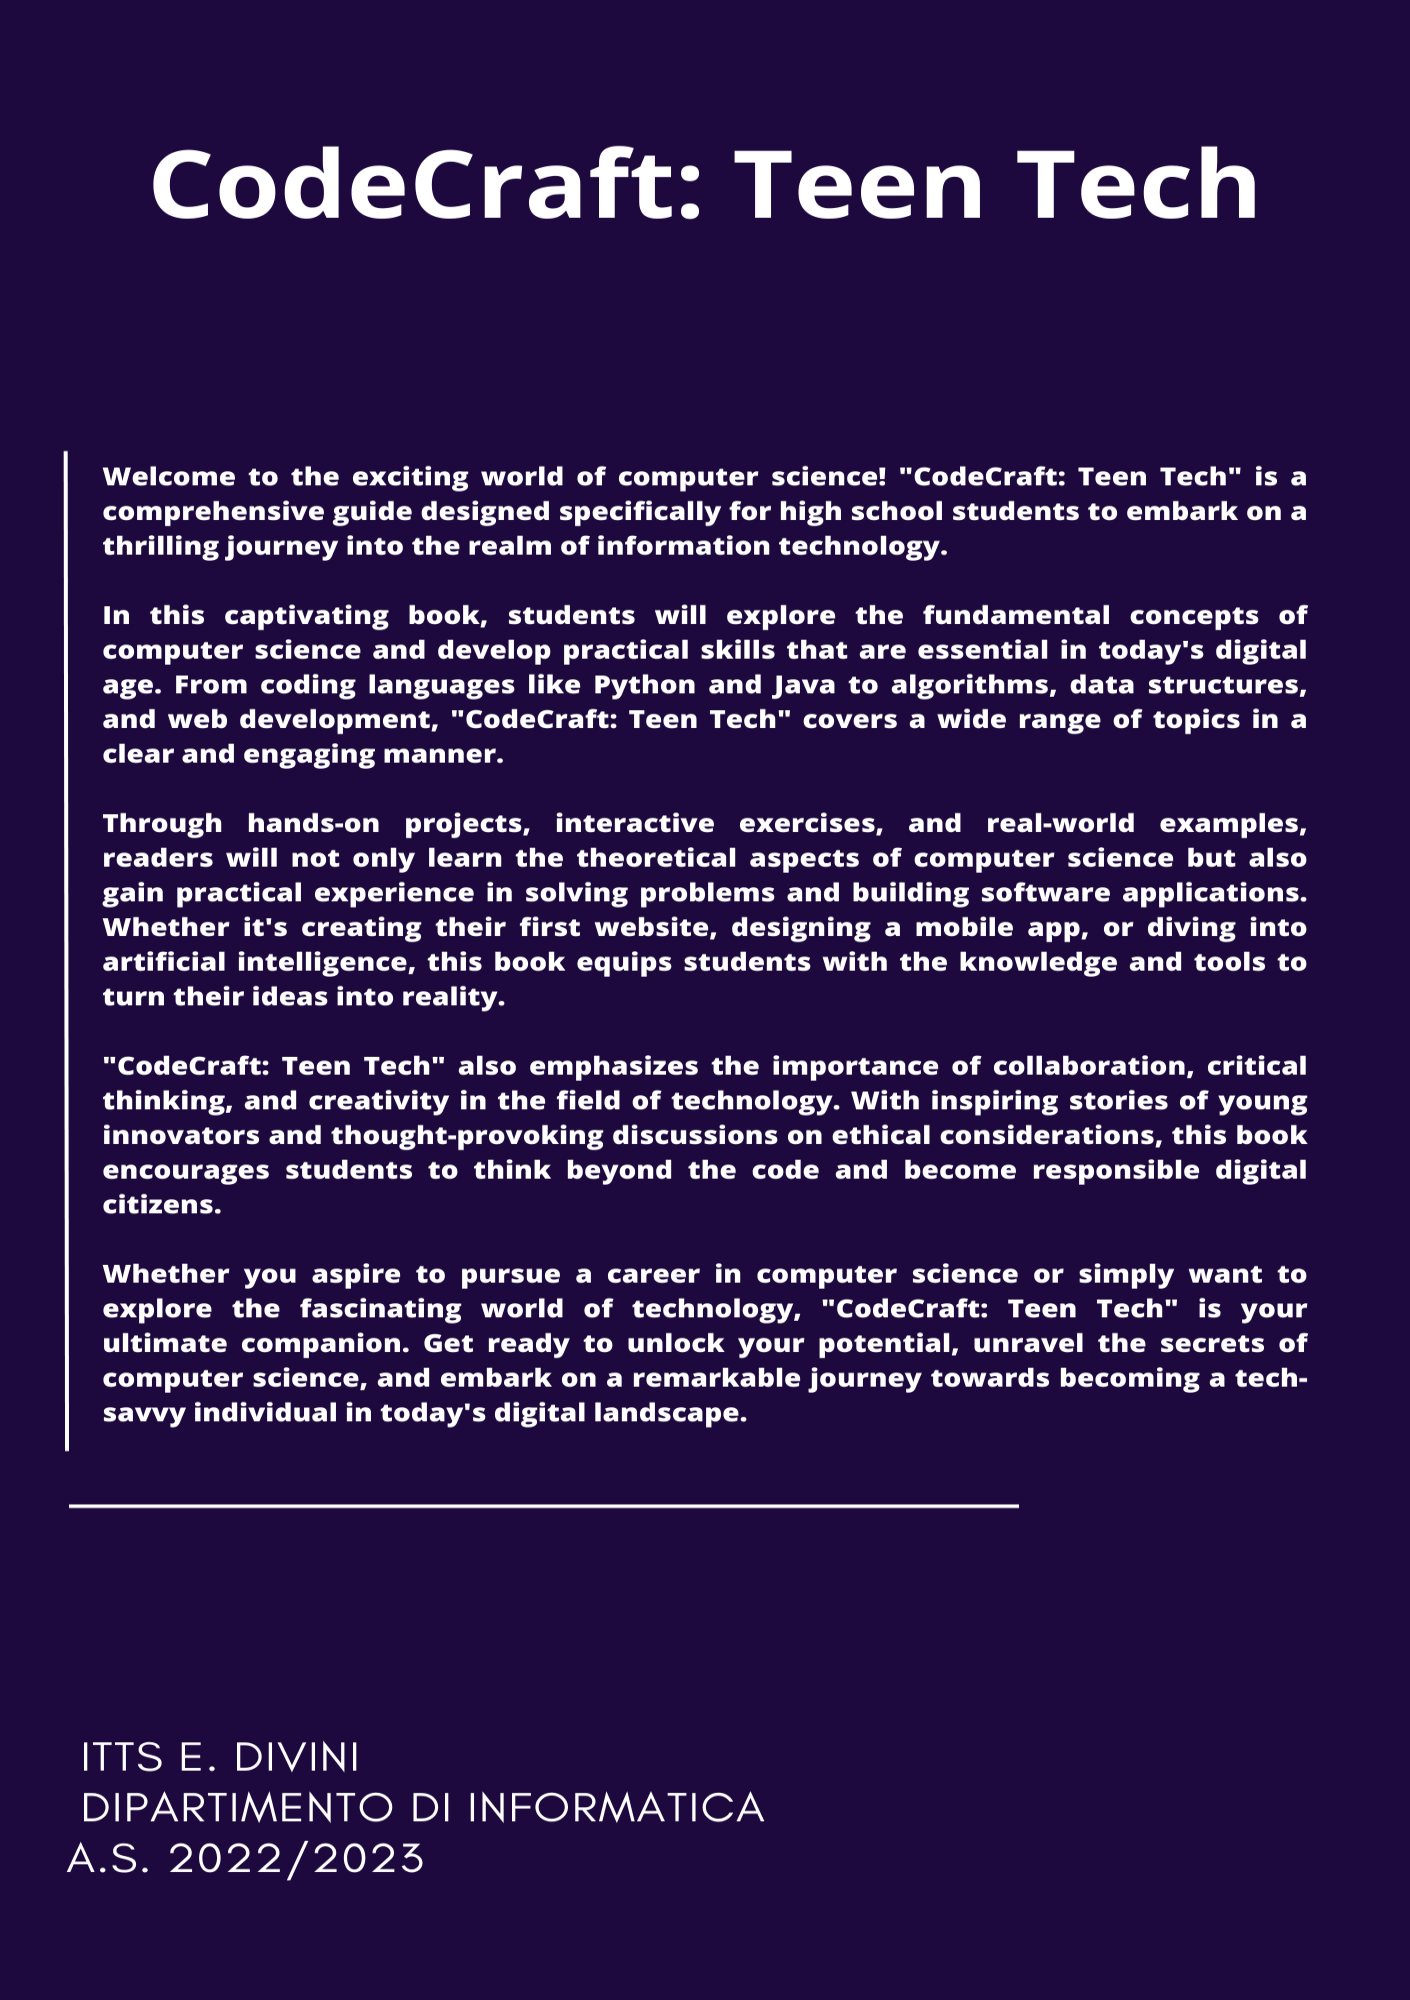 CodeCraft: Teen Tech
Welcome to the exciting world of computer science! "CodeCraft: Teen Tech" is a
comprehensive guide designed specifically for high school students to embark on a
thrilling journey into the realm of information technology.
In this captivating book, students will explore the fundamental concepts of
computer science and develop practical skills that are essential in today's digital
age. From coding languages like Python and Java to algorithms, data structures,
and web development, "CodeCraft: Teen Tech" covers a wide range of topics in a
clear and engaging manner.
Through hands-on projects, interactive exercises, and real-world examples,
readers will not only learn the theoretical aspects of computer science but also
gain practical experience in solving problems and building software applications.
Whether it's creating their first website, designing a mobile app, or diving into
artificial intelligence, this book equips students with the knowledge and tools to
turn their ideas into reality.
"CodeCraft: Teen Tech" also emphasizes the importance of collaboration, critical
thinking, and creativity in the field of technology. With inspiring stories of young
innovators and thought-provoking discussions on ethical considerations, this book
encourages students to think beyond the code and become responsible digital
citizens.
Whether you aspire to pursue a career in computer science or simply want to
explore the fascinating world of technology, "CodeCraft: Teen Tech" is your
ultimate companion. Get ready to unlock your potential, unravel the secrets of
computer science, and embark on a remarkable journey towards becoming a tech-
savvy individual in today's digital landscape.
ITTS E. DIVINI
DIPARTIMENTO DI INFORMATICA
A.S. 2022/2023